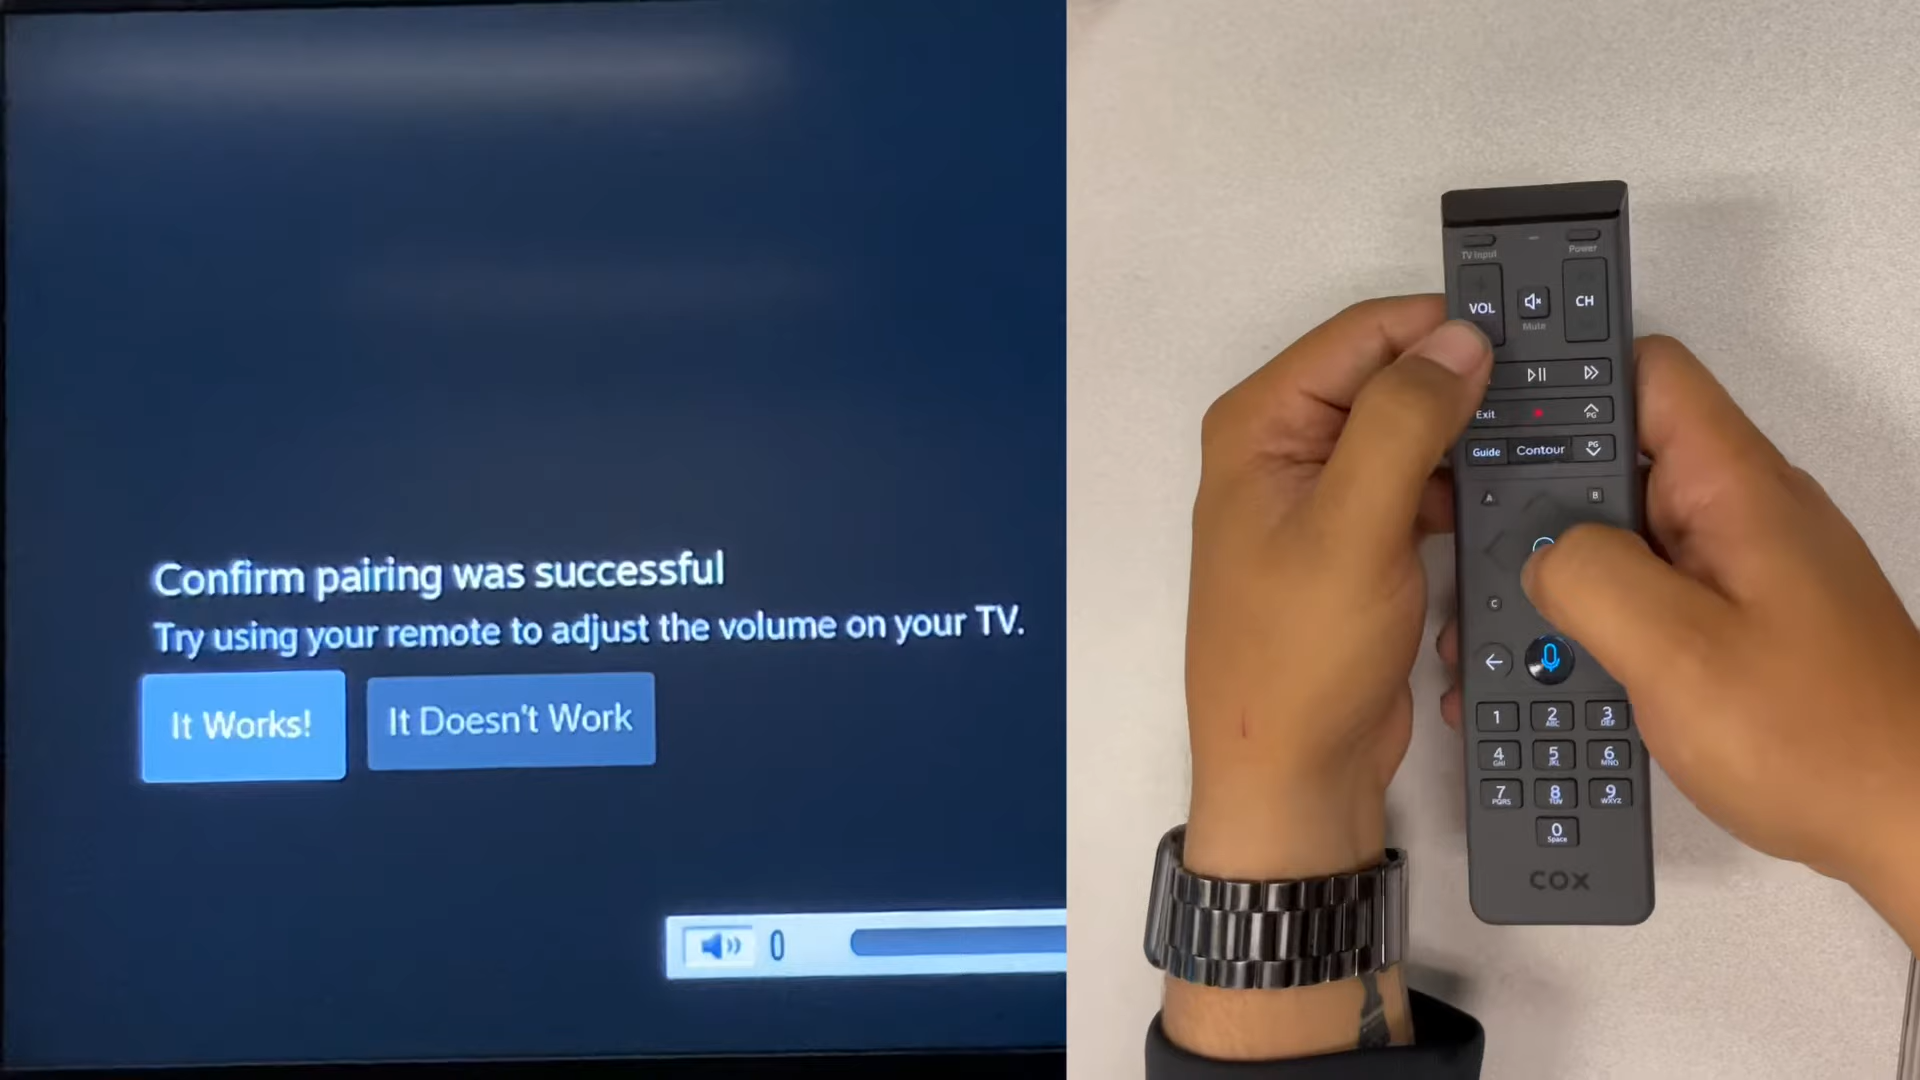 Confirm pairing was successful
Try using your remote to adjust the volume on your TV.
It Works!
It Doesn't Work
0
TV Input
Power
VOL
CH
Mute
Exit
PG
Guide
Contour
PG
A
B
C
1
2 ABC
3 DEF
4 GHI
5 JKL
6 MNO
7 PQRS
8 TUV
9 WXYZ
0
Space
COX